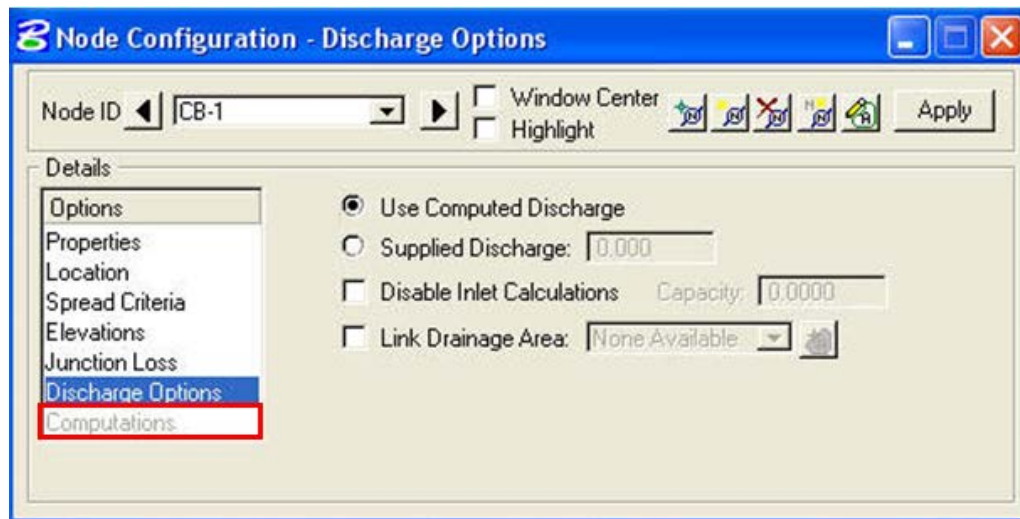 Node Configuration - Discharge Options
Node ID CB-1 Window Center Apply
Highlight
Details
Options
Properties
Location
Spread Criteria
Elevations
Junction Loss
Discharge Options
Computations
Use Computed Discharge
Supplied Discharge: 0.000
Disable Inlet Calculations Capacity: 0.0000
Link Drainage Area: None Available